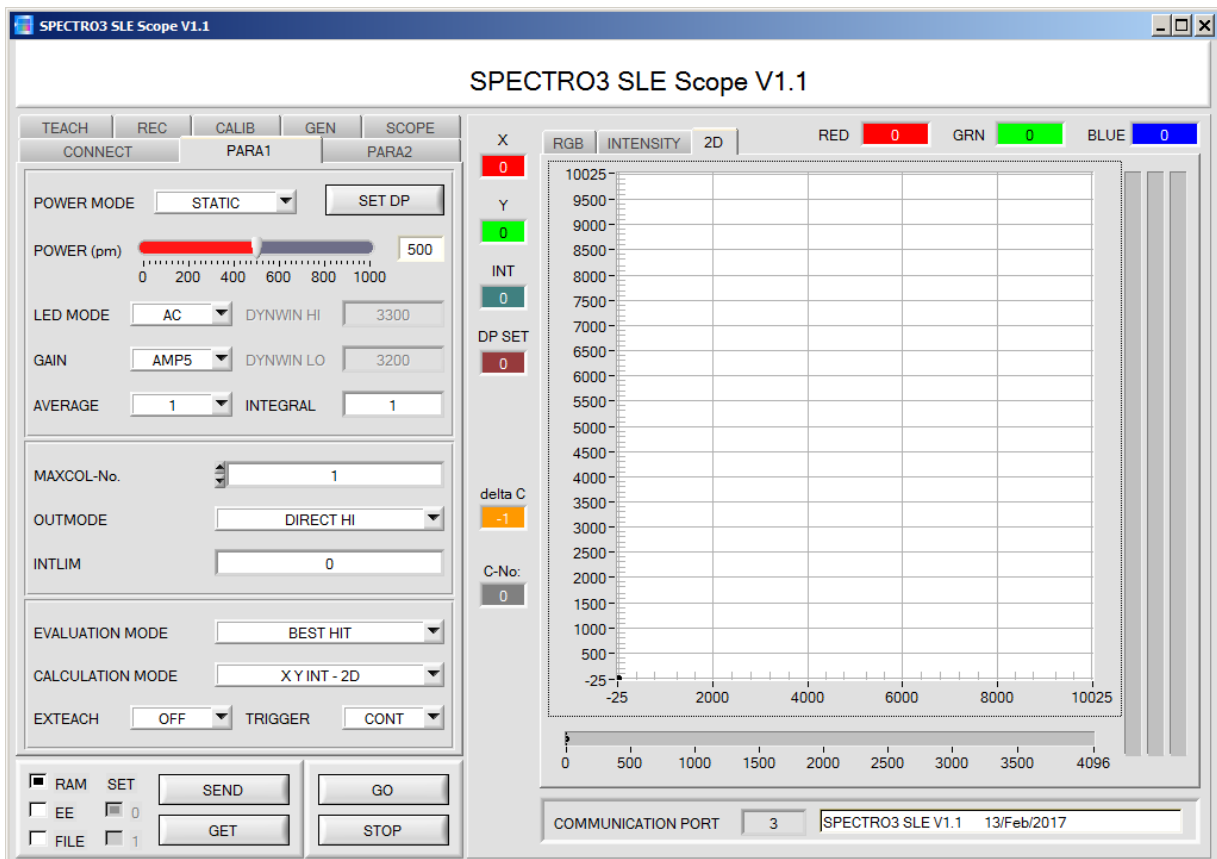 SPECTRO3 SLE Scope V1.1
SPECTRO3 SLE Scope V1.1
TEACH REC CALIB GEN SCOPE
CONNECT PARA1 PARA2
POWER MODE STATIC SET DP
POWER (pm) 500
0 200 400 600 800 1000
LED MODE AC DYNWIN HI 3300
GAIN AMP5 DYNWIN LO 3200
AVERAGE 1 INTEGRAL 1
MAXCOL-No. 1
OUTMODE DIRECT HI
INTLIM 0
EVALUATION MODE BEST HIT
CALCULATION MODE X Y INT - 2D
EXTEACH OFF TRIGGER CONT
RAM SET SEND GO
EE 0
FILE 1 GET STOP
X
0
Y
0
INT
0
DP SET
0
delta C
-1
C-No:
0
RGB INTENSITY 2D RED 0 GRN 0 BLUE 0
10025
9500
9000
8500
8000
7500
7000
6500
6000
5500
5000
4500
4000
3500
3000
2500
2000
1500
1000
500
-25
-25 2000 4000 6000 8000 10025
0 500 1000 1500 2000 2500 3000 3500 4096
COMMUNICATION PORT 3 SPECTRO3 SLE V1.1 13/Feb/2017